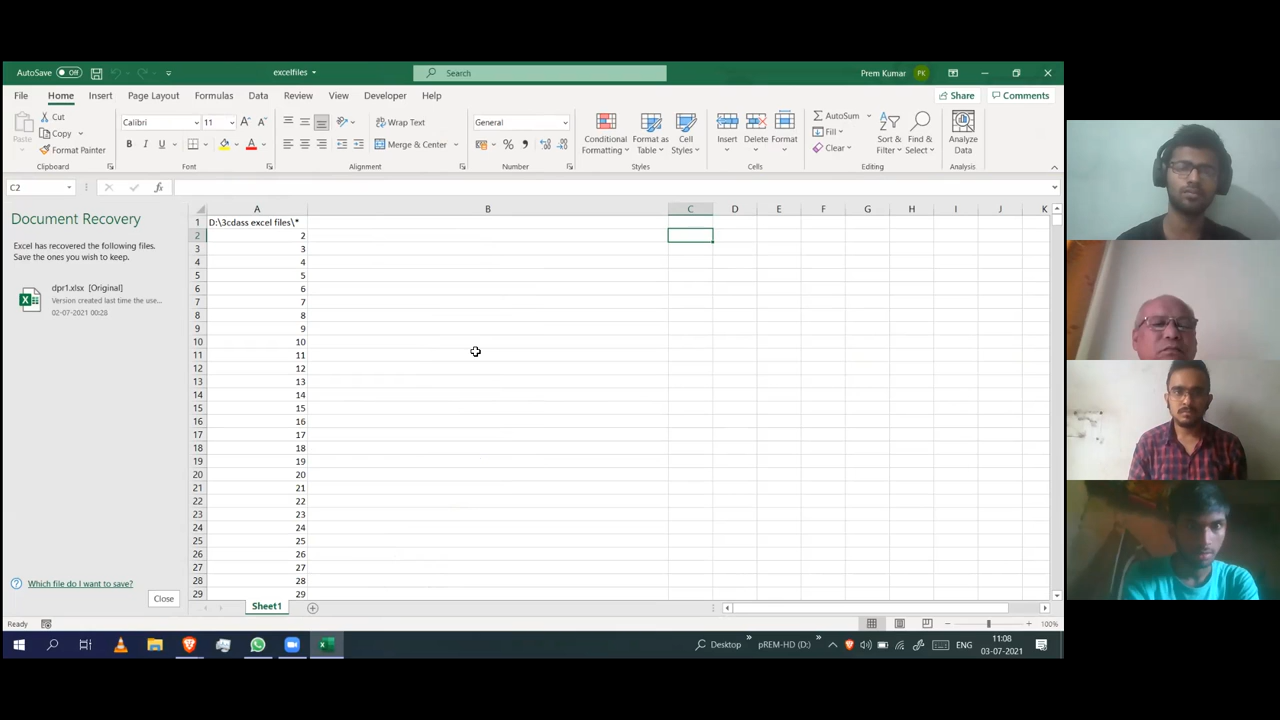 AutoSave Off
excelfiles
Search
Prem Kumar PK
File Home Insert Page Layout Formulas Data Review View Developer Help
Share Comments
Paste
Cut
Copy
Format Painter
Clipboard
Calibri 11
B I U
Font
Wrap Text
Merge & Center
Alignment
General
Number
Conditional Formatting
Format as Table
Cell Styles
Styles
Insert Delete Format
Cells
AutoSum
Fill
Clear
Sort & Filter
Find & Select
Editing
Analyze Data
Analysis
C2
fx
Document Recovery
Excel has recovered the following files.
Save the ones you wish to keep.
dpr1.xlsx [Original]
Version created last time the use...
02-07-2021 00:28
Which file do I want to save?
Close
A B C D E F G H I J K
1 D:\3cdass excel files\*
2 2
3 3
4 4
5 5
6 6
7 7
8 8
9 9
10 10
11 11
12 12
13 13
14 14
15 15
16 16
17 17
18 18
19 19
20 20
21 21
22 22
23 23
24 24
25 25
26 26
27 27
28 28
29 29
Sheet1
Ready
100%
Desktop
pREM-HD (D:)
ENG
11:08
03-07-2021